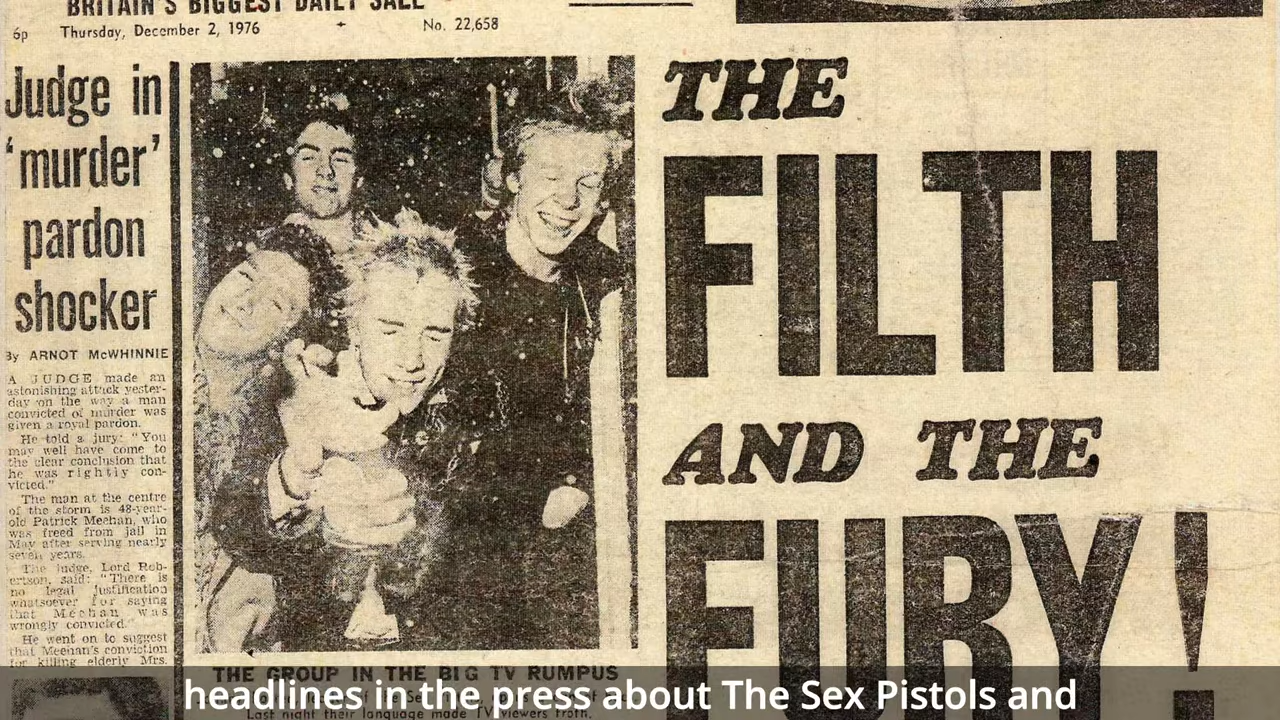 BRITAIN'S BIGGEST DAILY SALE
6p Thursday, December 2, 1976 No. 22,658
Judge in
'murder'
pardon
shocker
By ARNOT McWHINNIE
A JUDGE made an
astonishing attack yester-
day on the way a man
convicted of murder was
given a royal pardon.
He told a jury: "You
may well have come to
the clear conclusion that
he was rightly con-
victed."
The man at the centre
of the storm is 48-year-
old Patrick Meehan, who
was freed from jail in
May after serving nearly
seven years.
The judge, Lord Rob-
ertson, said: "There is
no legal justification
whatsoever for saying
that Meehan was
wrongly convicted."
He went on to suggest
that Meehan's conviction
for killing elderly Mrs.
THE GROUP IN THE BIG TV RUMPUS
Last night their language made TV viewers froth.
THE
FILTH
AND THE
FURY!
headlines in the press about The Sex Pistols and